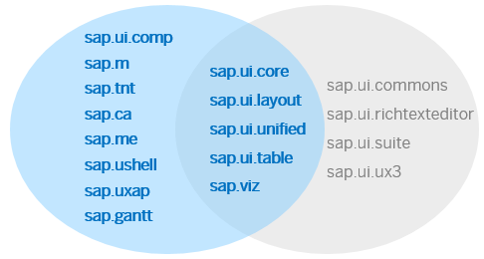 sap.ui.comp
sap.m
sap.tnt
sap.ca
sap.me
sap.ushell
sap.uxap
sap.gantt
sap.ui.core
sap.ui.layout
sap.ui.unified
sap.ui.table
sap.viz
sap.ui.commons
sap.ui.richtexteditor
sap.ui.suite
sap.ui.ux3